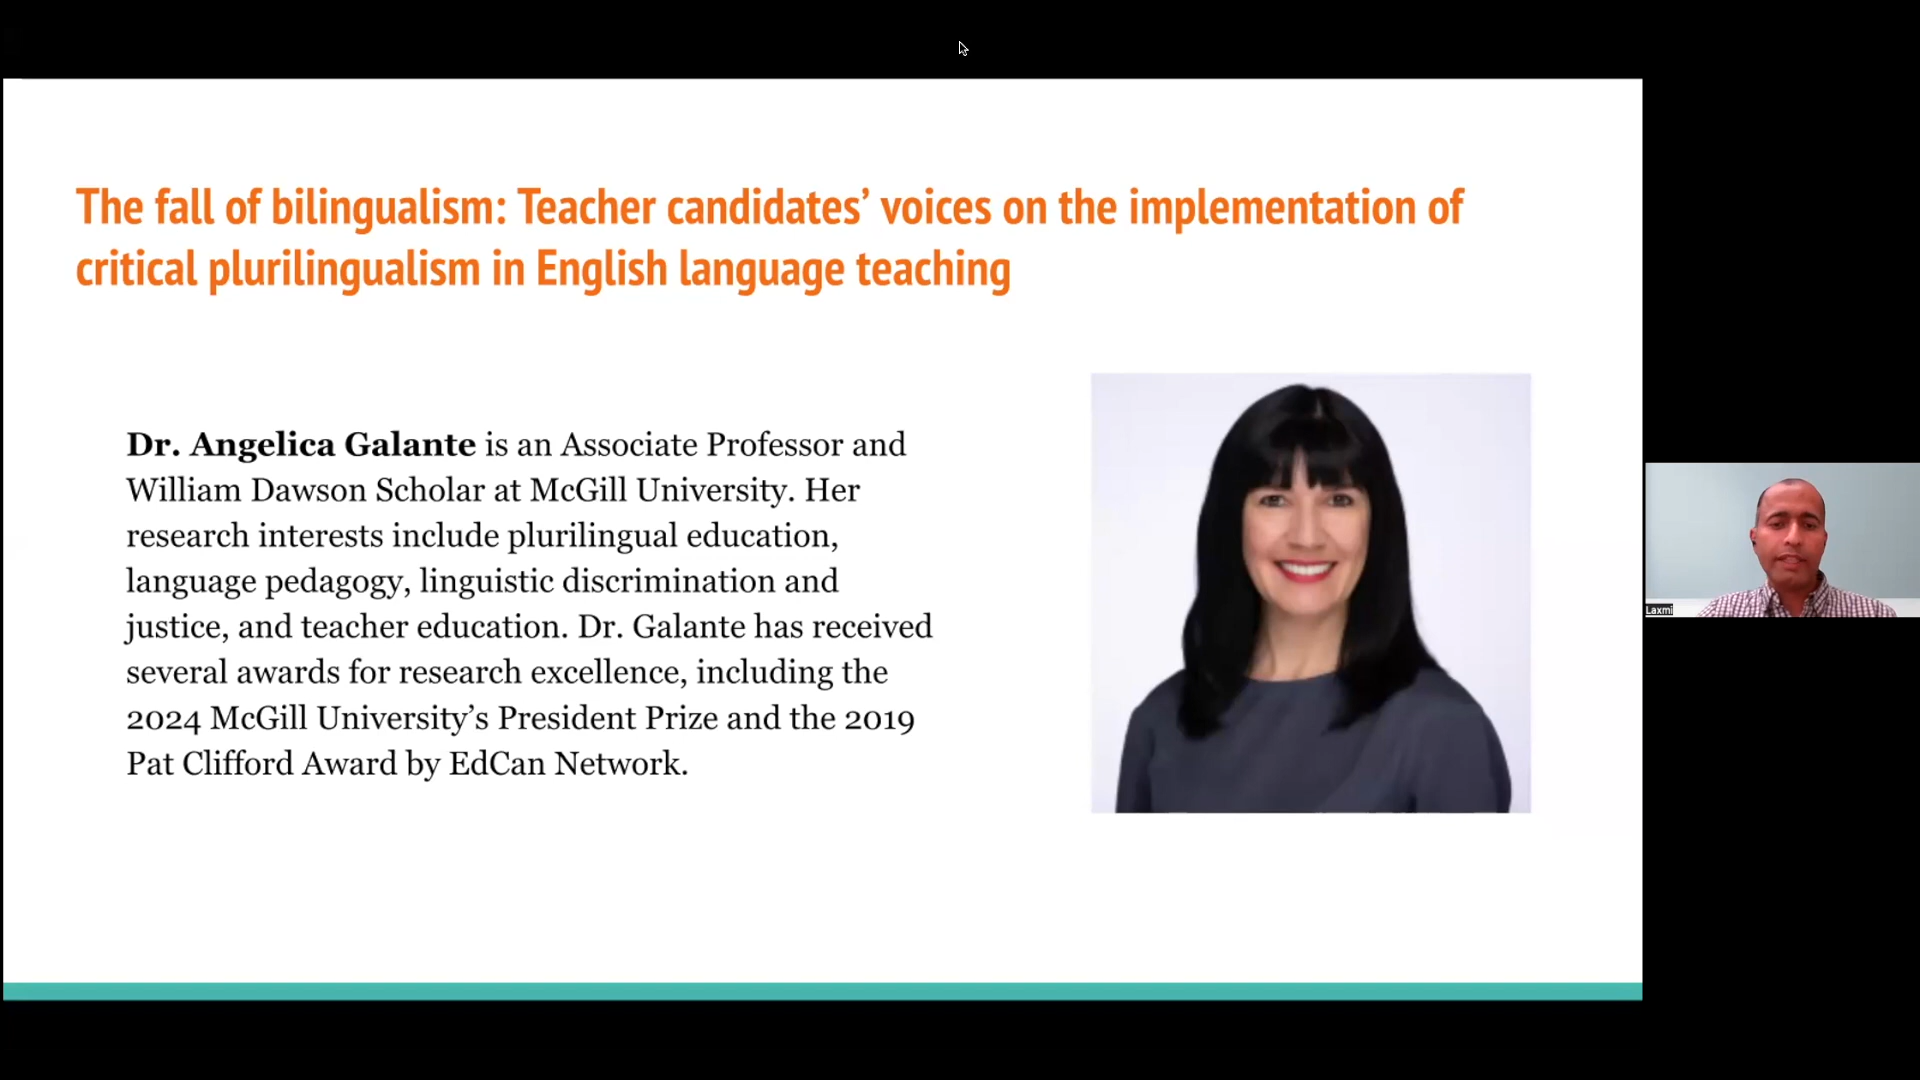 The fall of bilingualism: Teacher candidates’ voices on the implementation of
critical plurilingualism in English language teaching
Dr. Angelica Galante is an Associate Professor and
William Dawson Scholar at McGill University. Her
research interests include plurilingual education,
language pedagogy, linguistic discrimination and
justice, and teacher education. Dr. Galante has received
several awards for research excellence, including the
2024 McGill University’s President Prize and the 2019
Pat Clifford Award by EdCan Network.
Laxmi